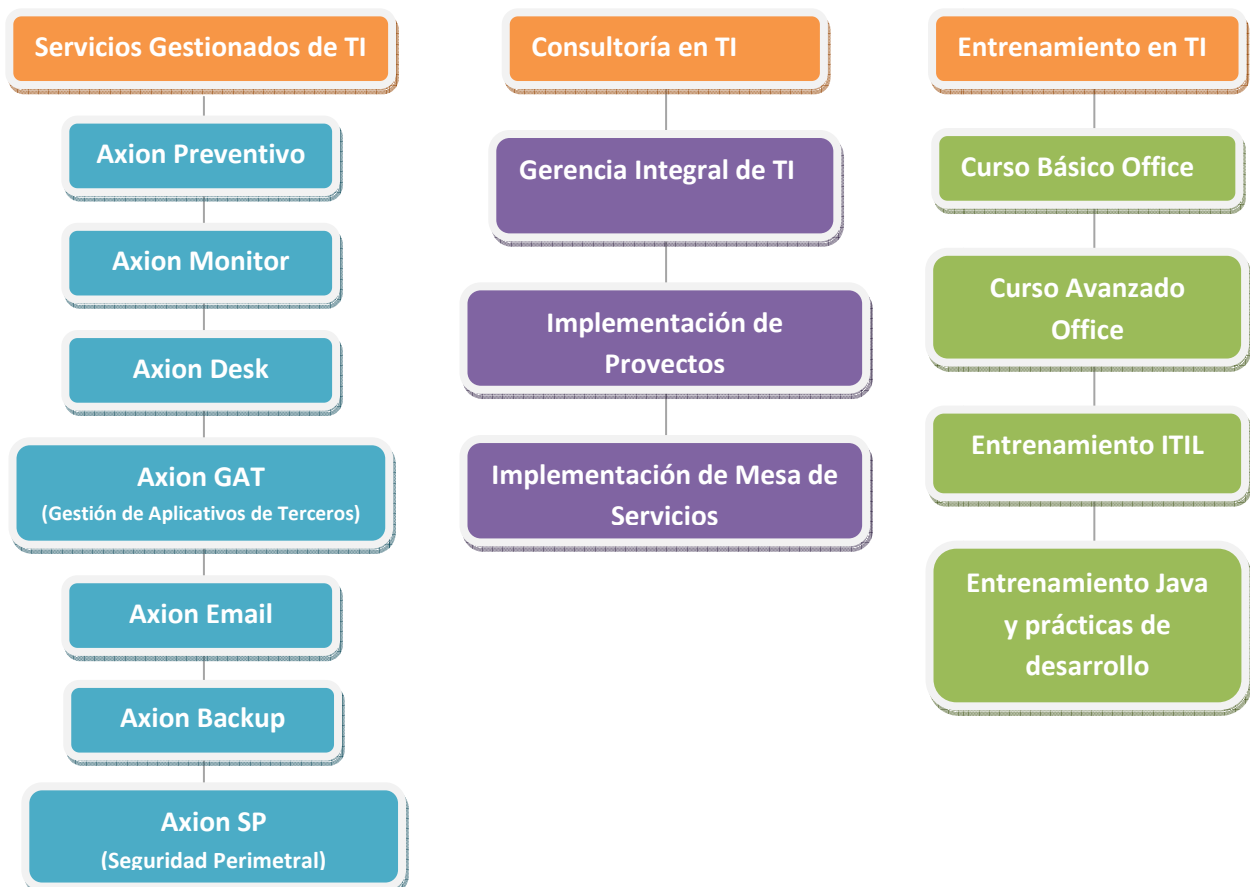 Servicios Gestionados de TI
Axion Preventivo
Axion Monitor
Axion Desk
Axion GAT
(Gestión de Aplicativos de Terceros)
Axion Email
Axion Backup
Axion SP
(Seguridad Perimetral)
Consultoría en TI
Gerencia Integral de TI
Implementación de
Proyectos
Implementación de Mesa de
Servicios
Entrenamiento en TI
Curso Básico Office
Curso Avanzado
Office
Entrenamiento ITIL
Entrenamiento Java
y prácticas de
desarrollo